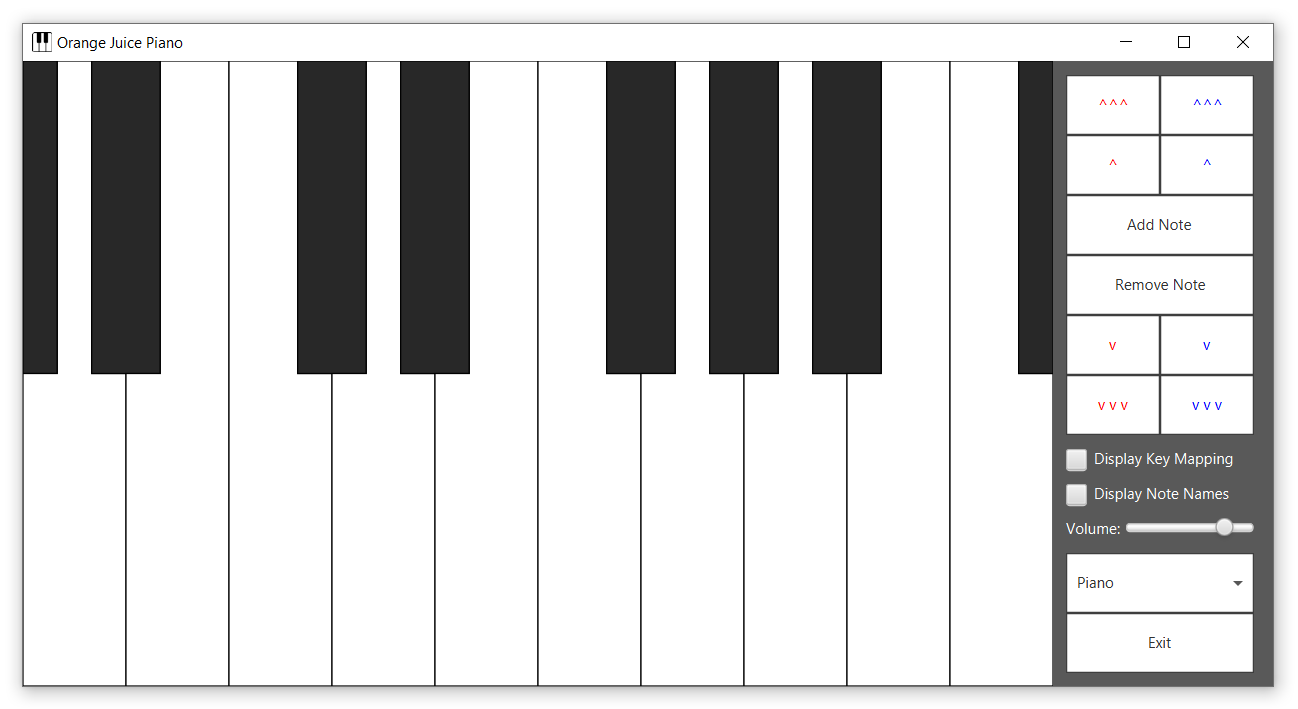 Orange Juice Piano
^^^ ^^^
^ ^
Add Note
Remove Note
v v
v v v v v v
Display Key Mapping
Display Note Names
Volume:
Piano
Exit